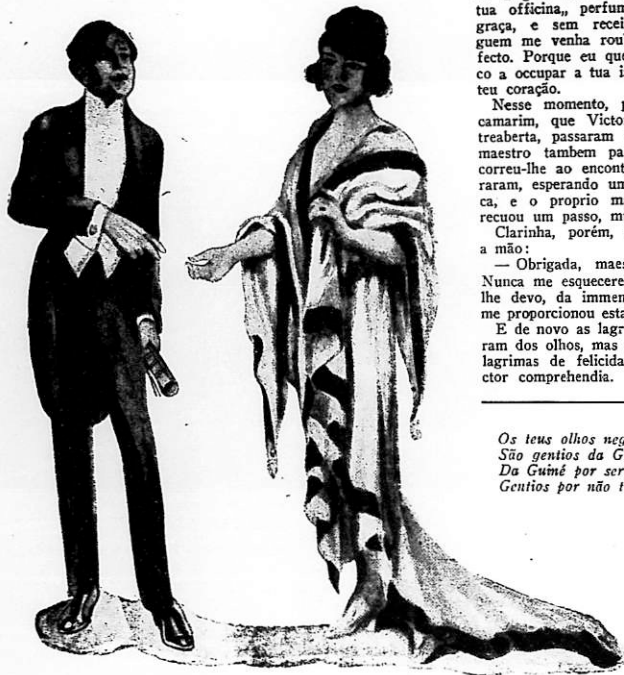 tua officina,, perfum
graça, e sem recei
guem me venha rou
fecto. Porque eu que
co a occupar a tua i
teu coração.
Nesse momento, p
camarim, que Victo
treaberta, passaram
maestro tambem pa
correu-lhe ao encont
raram, esperando um
ca, e o proprio m
recuou um passo, m
Clarinha, porém,
a mão:
— Obrigada, maes
Nunca me esquecere
lhe devo, da immen
me proporcionou esta
E de novo as lagr
ram dos olhos, mas
lagrimas de felicida
ctor comprehendia.
Os teus olhos neg
São gentios da G
Da Guiné por ser
Gentios por não t